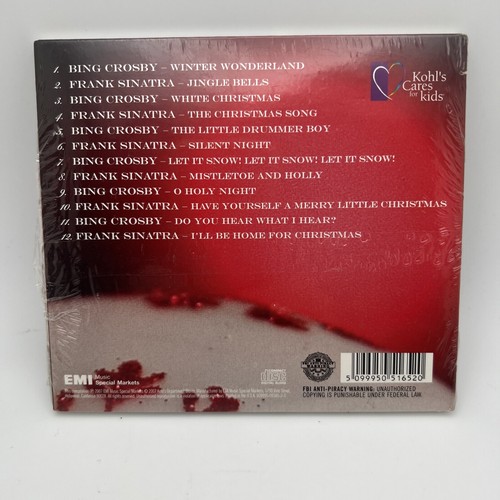 1. BING CROSBY – WINTER WONDERLAND
2. FRANK SINATRA – JINGLE BELLS
3. BING CROSBY – WHITE CHRISTMAS
4. FRANK SINATRA – THE CHRISTMAS SONG
5. BING CROSBY – THE LITTLE DRUMMER BOY
6. FRANK SINATRA – SILENT NIGHT
7. BING CROSBY – LET IT SNOW! LET IT SNOW! LET IT SNOW!
8. FRANK SINATRA – MISTLETOE AND HOLLY
9. BING CROSBY – O HOLY NIGHT
10. FRANK SINATRA – HAVE YOURSELF A MERRY LITTLE CHRISTMAS
11. BING CROSBY – DO YOU HEAR WHAT I HEAR?
12. FRANK SINATRA – I'LL BE HOME FOR CHRISTMAS
Kohl's
Cares
for
kids
EMI Music
Special Markets
COMPACT
disc
DIGITAL AUDIO
5 099950 516520
FBI ANTI-PIRACY WARNING: UNAUTHORIZED
COPYING IS PUNISHABLE UNDER FEDERAL LAW.